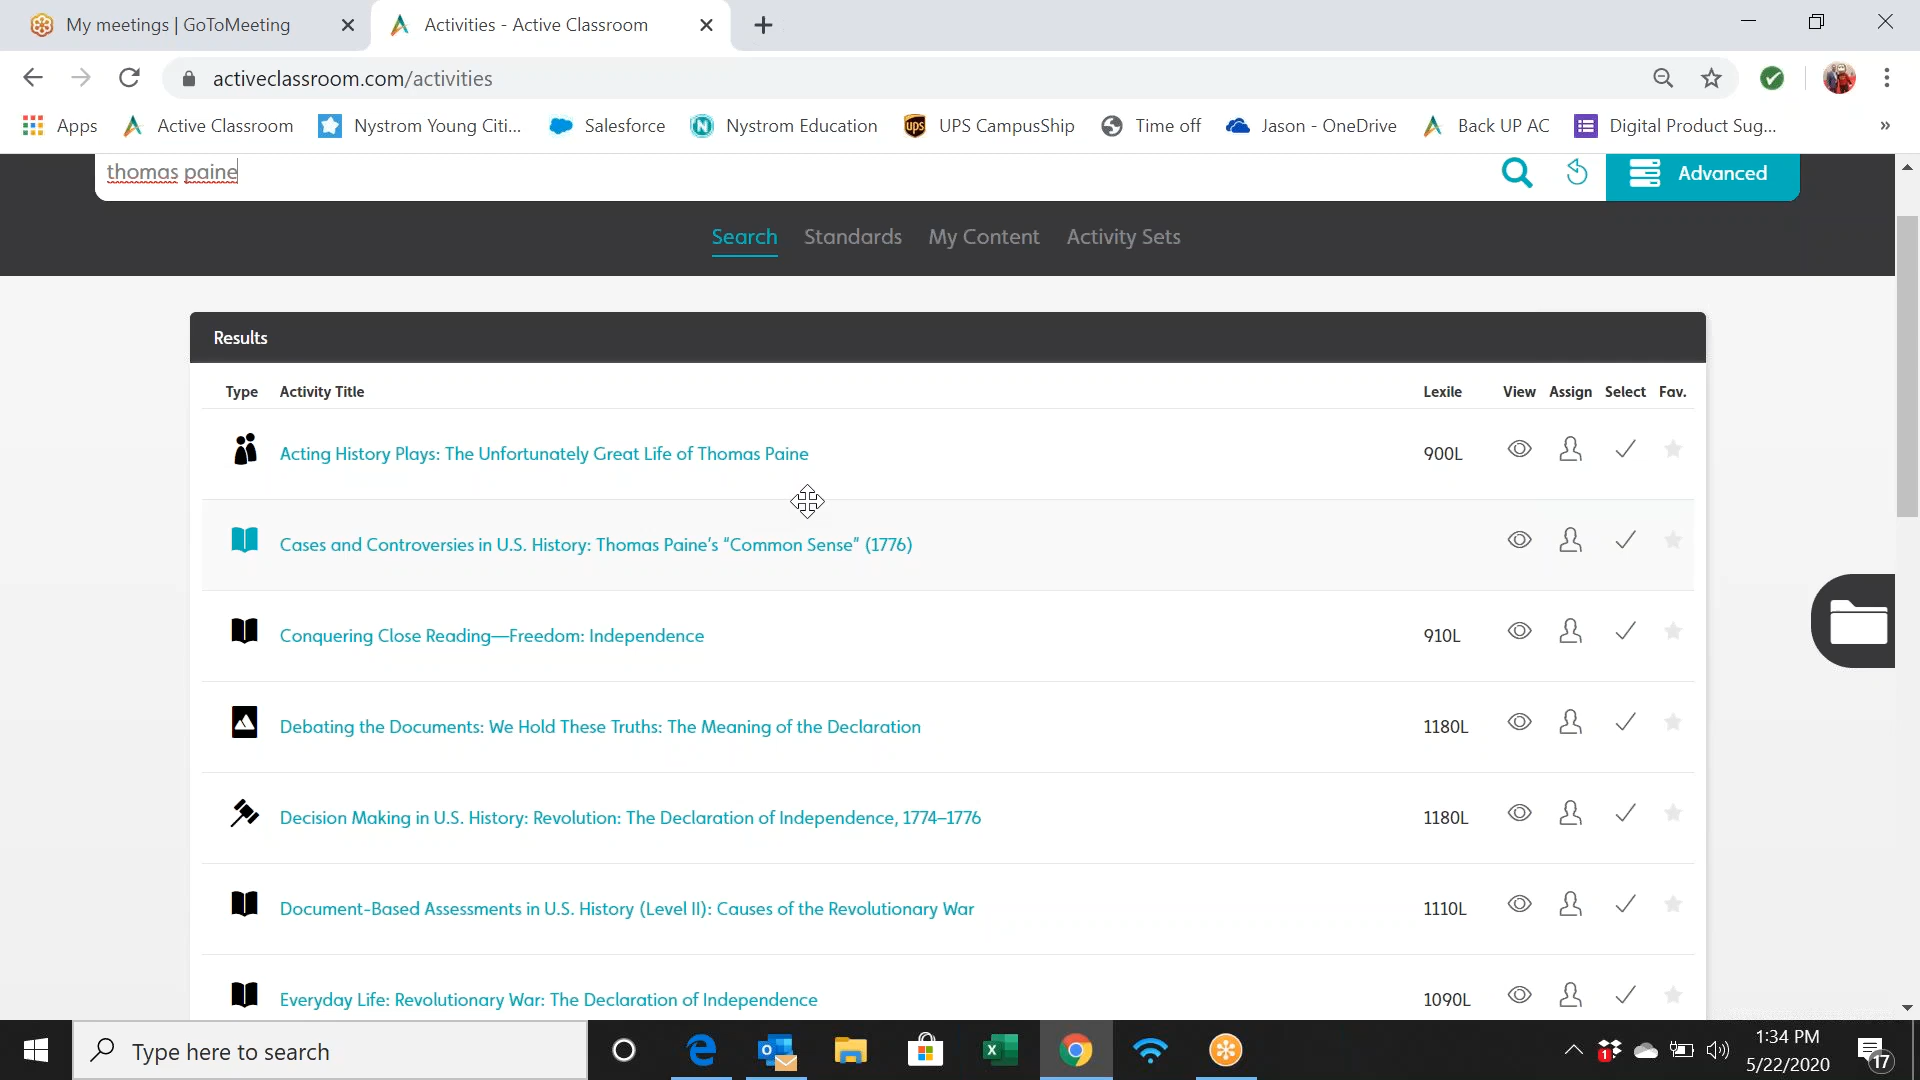 My meetings | GoToMeeting
Activities - Active Classroom
activeclassroom.com/activities
Apps
Active Classroom
Nystrom Young Citi...
Salesforce
N
Nystrom Education
ups
UPS CampusShip
Time off
Jason - OneDrive
Back UP AC
Digital Product Sug...
»
thomas paine
Advanced
Search
Standards
My Content
Activity Sets
Results
Type
Activity Title
Lexile
View
Assign
Select
Fav.
Acting History Plays: The Unfortunately Great Life of Thomas Paine
900L
Cases and Controversies in U.S. History: Thomas Paine’s “Common Sense” (1776)
Conquering Close Reading—Freedom: Independence
910L
Debating the Documents: We Hold These Truths: The Meaning of the Declaration
1180L
Decision Making in U.S. History: Revolution: The Declaration of Independence, 1774–1776
1180L
Document-Based Assessments in U.S. History (Level II): Causes of the Revolutionary War
1110L
Everyday Life: Revolutionary War: The Declaration of Independence
1090L
Type here to search
1
1:34 PM
5/22/2020
17